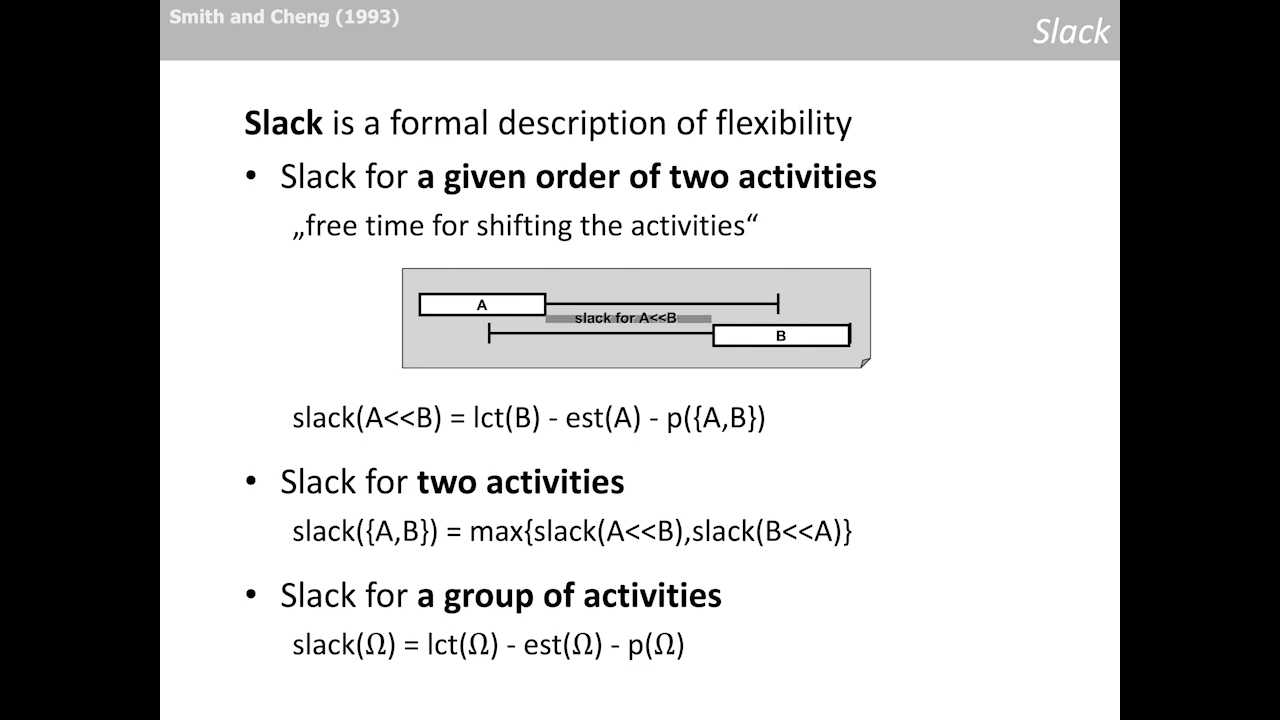 Smith and Cheng (1993)
Slack
Slack is a formal description of flexibility
• Slack for a given order of two activities
„free time for shifting the activities“
A
slack for A<<B
B
slack(A<<B) = lct(B) - est(A) - p({A,B})
• Slack for two activities
slack({A,B}) = max{slack(A<<B),slack(B<<A)}
• Slack for a group of activities
slack(Ω) = lct(Ω) - est(Ω) - p(Ω)